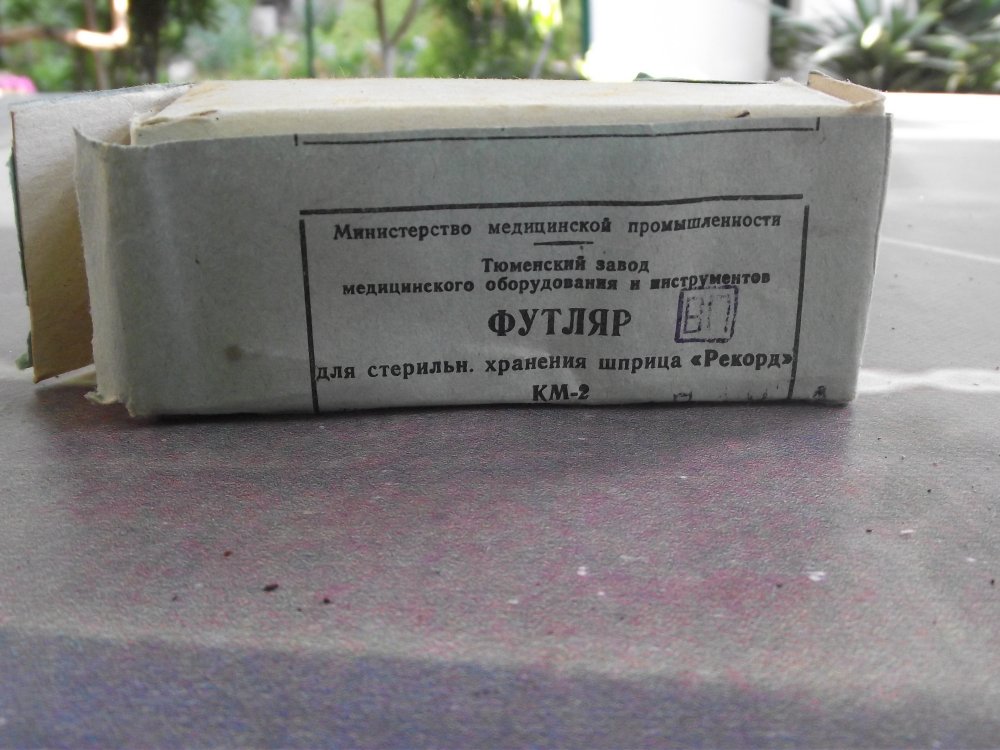 Министерство медицинской промышленности
Тюменский завод
медицинского оборудования и инструментов
ФУТЛЯР
ВП
для стерильн. хранения шприца «Рекорд»
КМ-2